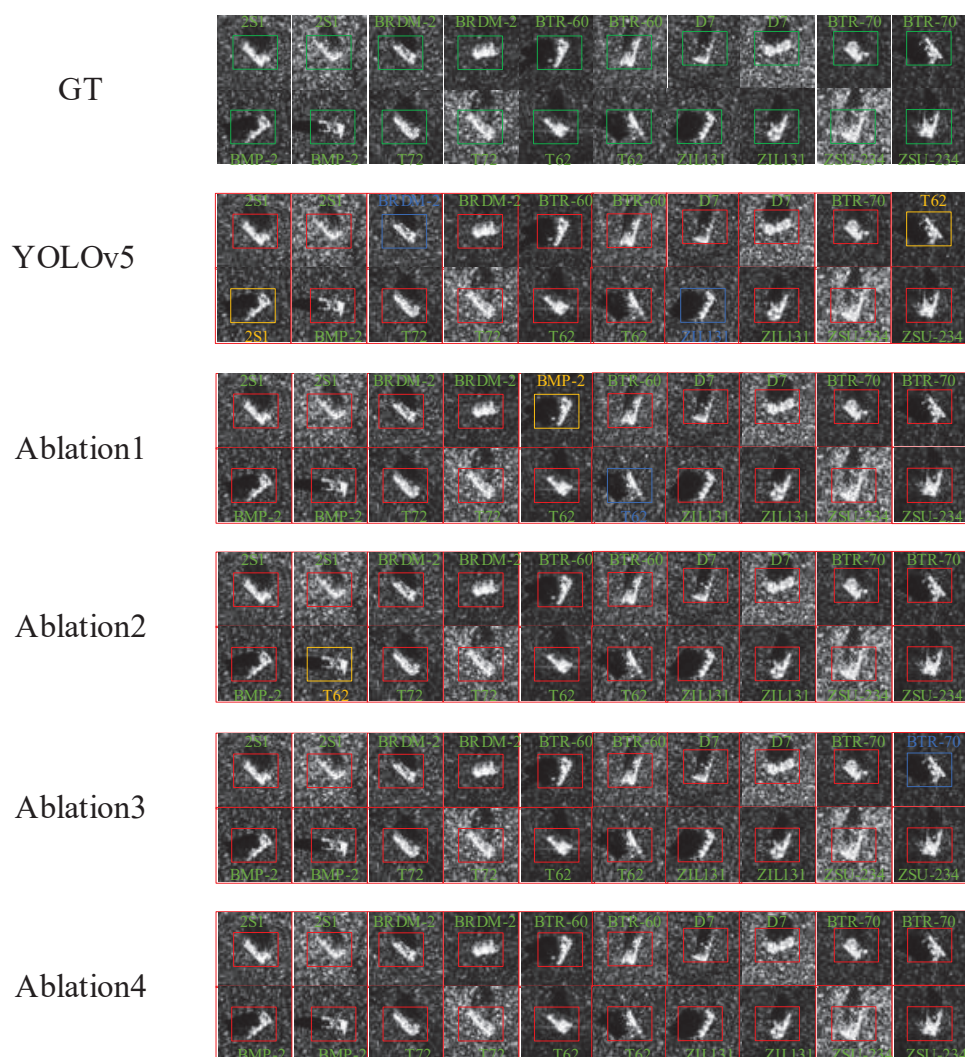 GT
2S1 2S1 BRDM-2 BRDM-2 BTR-60 BTR-60 D7 D7 BTR-70 BTR-70
BMP-2 BMP-2 T72 T72 T62 T62 ZIL131 ZIL131 ZSU-234 ZSU-234
YOLOv5
2S1 2S1 BRDM-2 BTR-60 BTR-60 D7 D7 BTR-70 T62
2S1 BMP-2 T72 T72 T62 T62 ZIL131 ZSU-234 ZSU-234
Ablation1
2S1 2S1 BRDM-2 BRDM-2 BMP-2 BTR-60 D7 D7 BTR-70 BTR-70
BMP-2 BMP-2 T72 T72 T62 ZIL131 ZIL131 ZSU-234 ZSU-234
Ablation2
2S1 2S1 BRDM-2 BRDM-2 BTR-60 BTR-60 D7 D7 BTR-70 BTR-70
BMP-2 T62 T72 T72 T62 T62 ZIL131 ZIL131 ZSU-234 ZSU-234
Ablation3
2S1 2S1 BRDM-2 BRDM-2 BTR-60 BTR-60 D7 D7 BTR-70 BTR-70
BMP-2 BMP-2 T72 T72 T62 T62 ZIL131 ZIL131 ZSU-234 ZSU-234
Ablation4
2S1 2S1 BRDM-2 BRDM-2 BTR-60 BTR-60 D7 D7 BTR-70 BTR-70
BMP-2 BMP-2 T72 T72 T62 T62 ZIL131 ZIL131 ZSU-234 ZSU-234